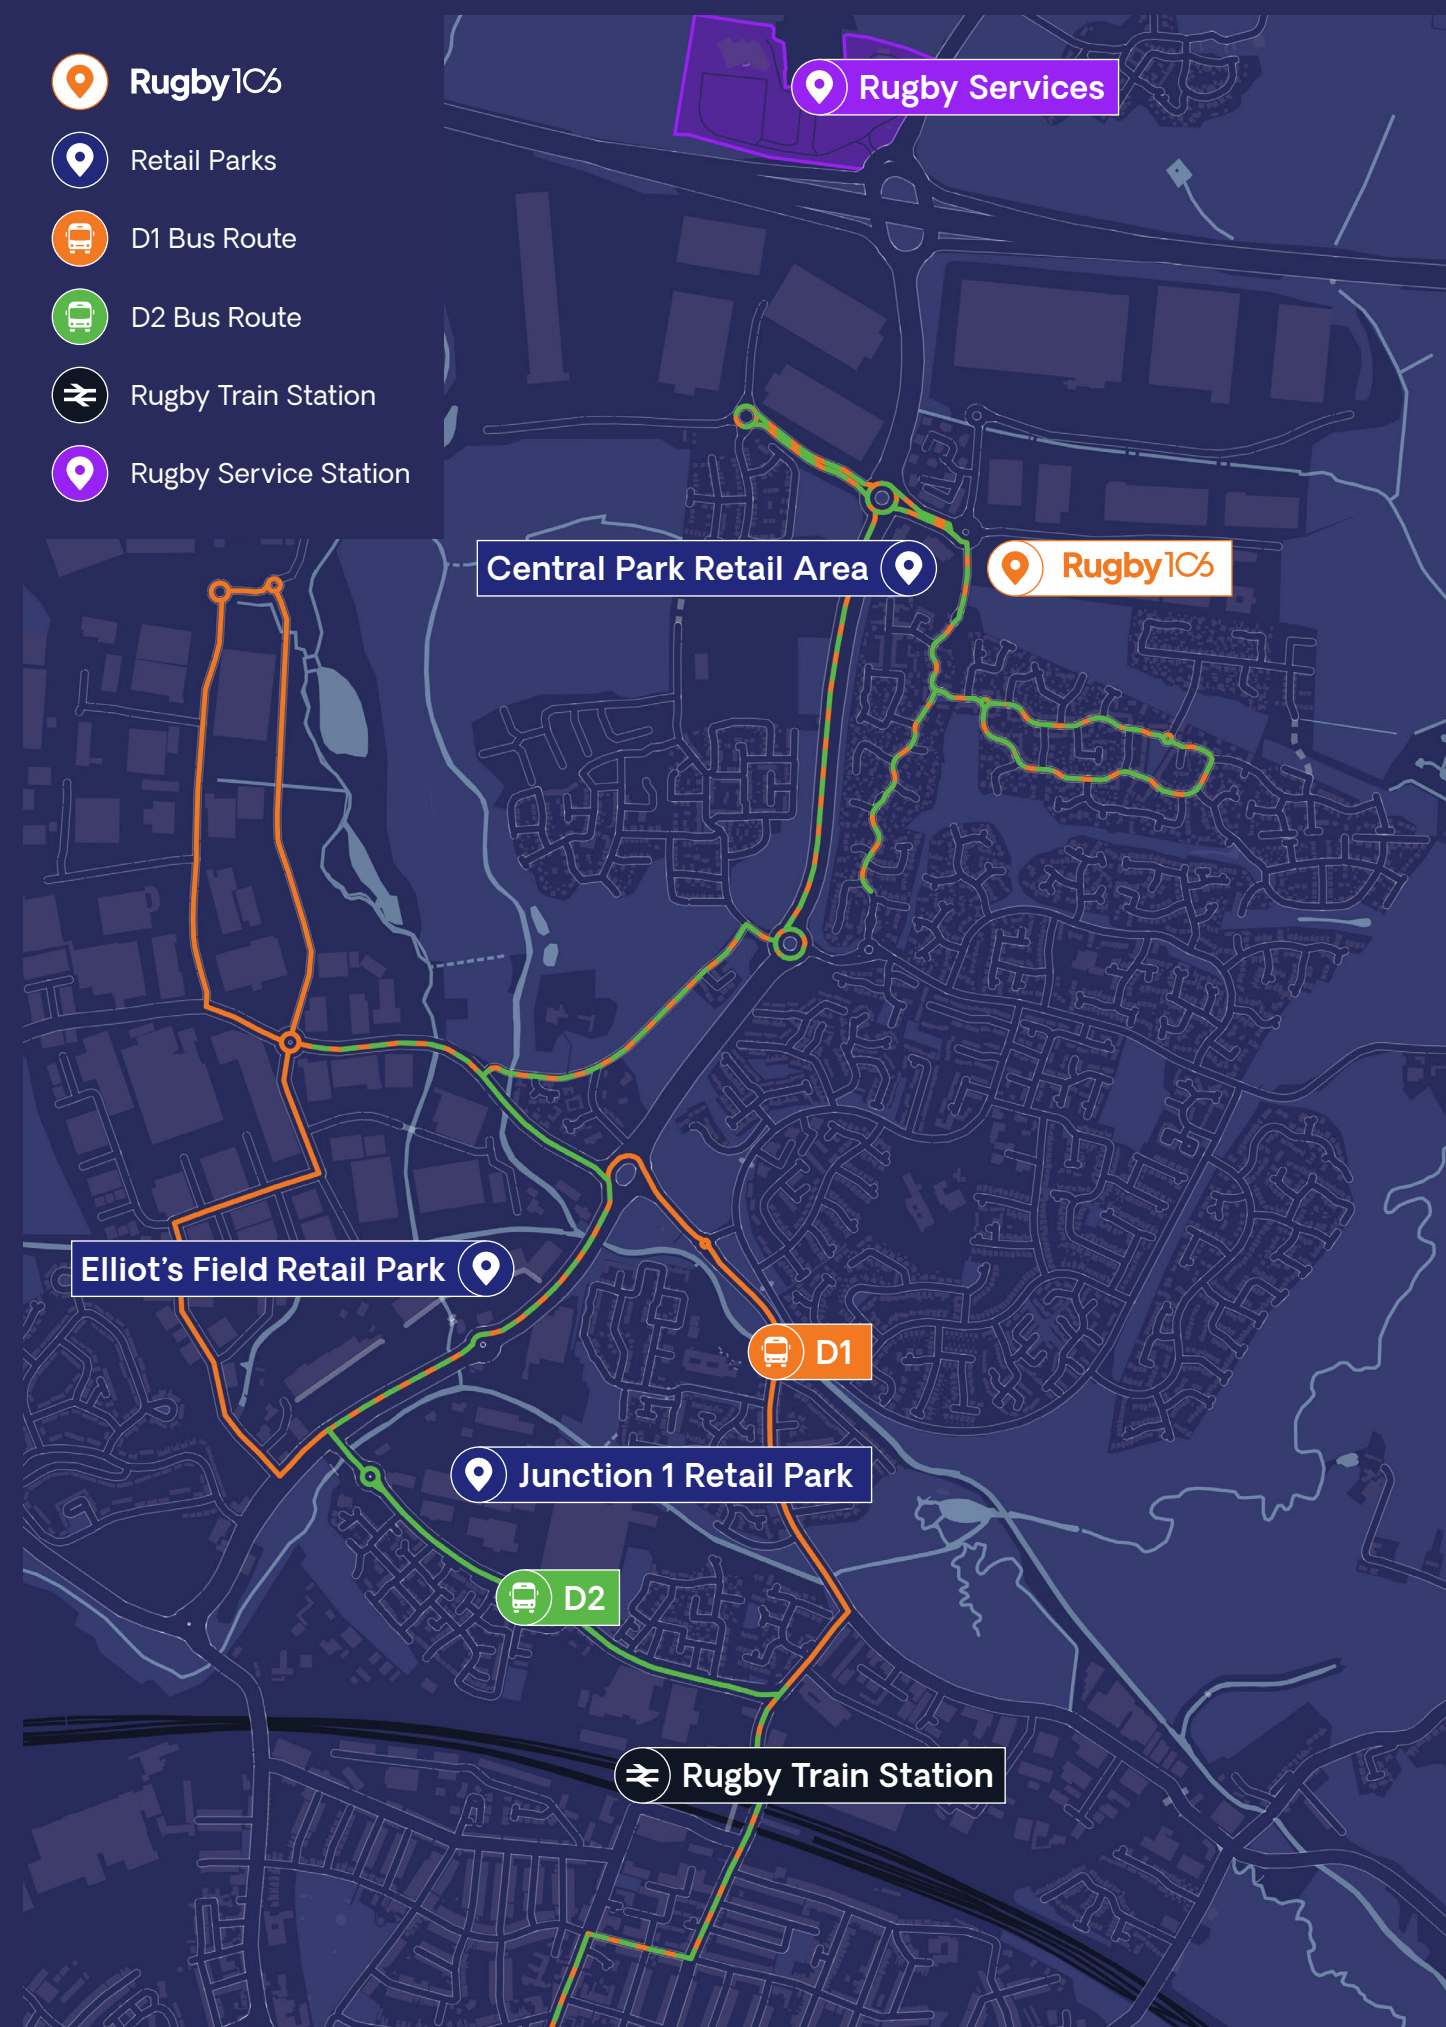 Rugby106
Retail Parks
D1 Bus Route
D2 Bus Route
Rugby Train Station
Rugby Service Station
Rugby Services
Central Park Retail Area
Rugby106
Elliot's Field Retail Park
D1
Junction 1 Retail Park
D2
Rugby Train Station